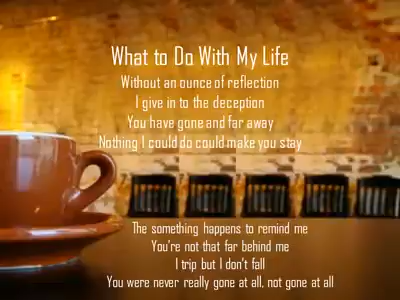 What to Do With My Life
Without an ounce of reflection
I give in to the deception
You have gone and far away
Nothing I could do could make you stay
The something happens to remind me
You're not that far behind me
I trip but I don't fall
You were never really gone at all, not gone at all